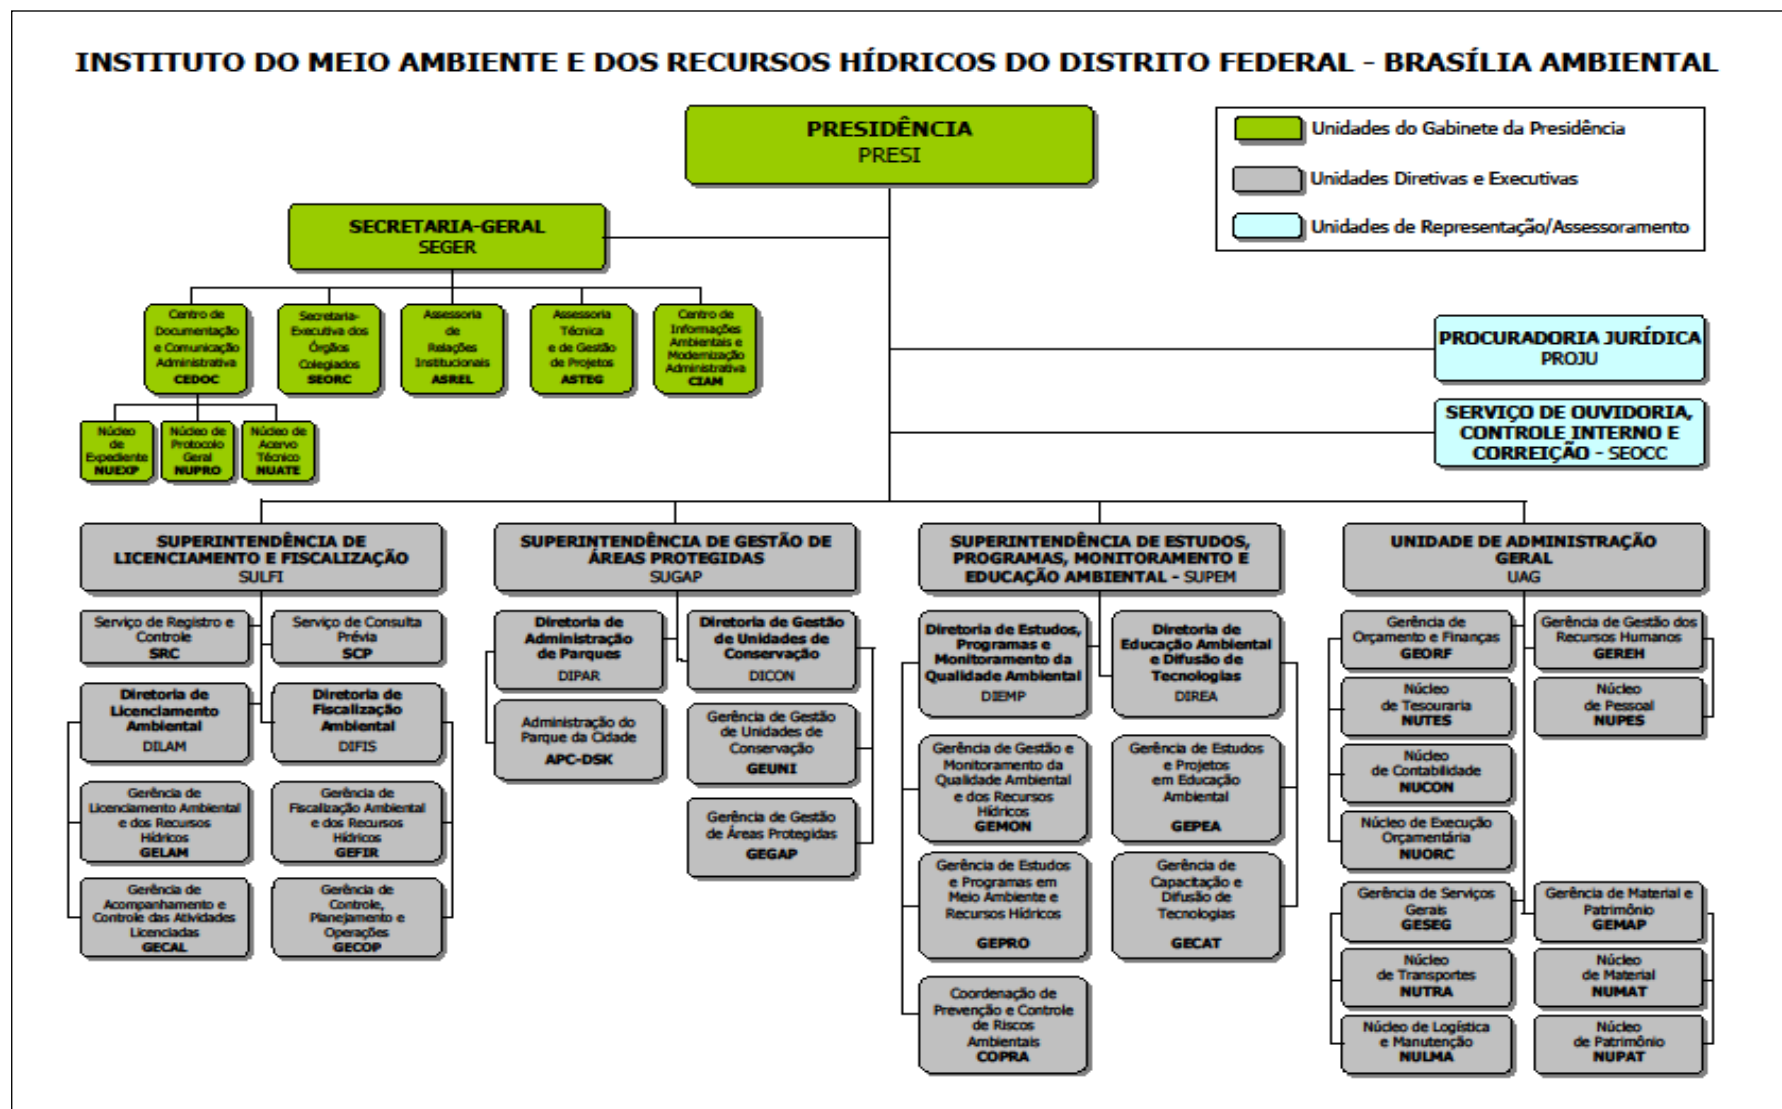 INSTITUTO DO MEIO AMBIENTE E DOS RECURSOS HÍDRICOS DO DISTRITO FEDERAL - BRASÍLIA AMBIENTAL
PRESIDÊNCIA
PRESI
Unidades do Gabinete da Presidência
Unidades Diretivas e Executivas
Unidades de Representação/Assessoramento
SECRETARIA-GERAL
SEGER
Centro de
Documentação
e Comunicação
Administrativa
CEDOC
Secretaria-
Executiva dos
Órgãos
Colegiados
SEORC
Assessoria
de
Relações
Institucionais
ASREL
Assessoria
Técnica
e de Gestão
de Projetos
ASTEG
Centro de
Informações
Ambientais e
Modernização
Administrativa
CIAM
PROCURADORIA JURÍDICA
PROJU
SERVIÇO DE OUVIDORIA,
CONTROLE INTERNO E
CORREIÇÃO - SEOCC
Núcleo
de
Expediente
NUEXP
Núcleo de
Protocolo
Geral
NUPRO
Núcleo de
Acervo
Técnico
NUATE
SUPERINTENDÊNCIA DE
LICENCIAMENTO E FISCALIZAÇÃO
SULFI
SUPERINTENDÊNCIA DE GESTÃO DE
ÁREAS PROTEGIDAS
SUGAP
SUPERINTENDÊNCIA DE ESTUDOS,
PROGRAMAS, MONITORAMENTO E
EDUCAÇÃO AMBIENTAL - SUPEM
UNIDADE DE ADMINISTRAÇÃO
GERAL
UAG
Serviço de Registro e
Controle
SRC
Serviço de Consulta
Prévia
SCP
Diretoria de
Licenciamento
Ambiental
DILAM
Diretoria de
Fiscalização
Ambiental
DIFIS
Gerência de
Licenciamento Ambiental
e dos Recursos
Hídricos
GELAM
Gerência de
Fiscalização Ambiental
e dos Recursos
Hídricos
GEFIR
Gerência de
Acompanhamento e
Controle das Atividades
Licenciadas
GECAL
Gerência de
Controle,
Planejamento e
Operações
GECOP
Diretoria de
Administração
de Parques
DIPAR
Diretoria de Gestão
de Unidades de
Conservação
DICON
Administração do
Parque da Cidade
APC-DSK
Gerência de Gestão
de Unidades de
Conservação
GEUNI
Gerência de Gestão
de Áreas Protegidas
GEGAP
Diretoria de Estudos,
Programas e
Monitoramento da
Qualidade Ambiental
DIEMP
Diretoria de
Educação Ambiental
e Difusão de
Tecnologias
DIREA
Gerência de Gestão e
Monitoramento da
Qualidade Ambiental
e dos Recursos
Hídricos
GEMON
Gerência de Estudos
e Projetos
em Educação
Ambiental
GEPEA
Gerência de Estudos
e Programas em
Meio Ambiente e
Recursos Hídricos
GEPRO
Gerência de
Capacitação e
Difusão de
Tecnologias
GECAT
Coordenação de
Prevenção e Controle
de Riscos
Ambientais
COPRA
Gerência de
Orçamento e Finanças
GEORF
Gerência de Gestão dos
Recursos Humanos
GEREH
Núcleo
de Tesouraria
NUTES
Núcleo
de Pessoal
NUPES
Núcleo
de Contabilidade
NUCON
Núcleo de Execução
Orçamentária
NUORC
Gerência de Serviços
Gerais
GESEG
Gerência de Material e
Patrimônio
GEMAP
Núcleo
de Transportes
NUTRA
Núcleo
de Material
NUMAT
Núcleo de Logística
e Manutenção
NULMA
Núcleo
de Patrimônio
NUPAT